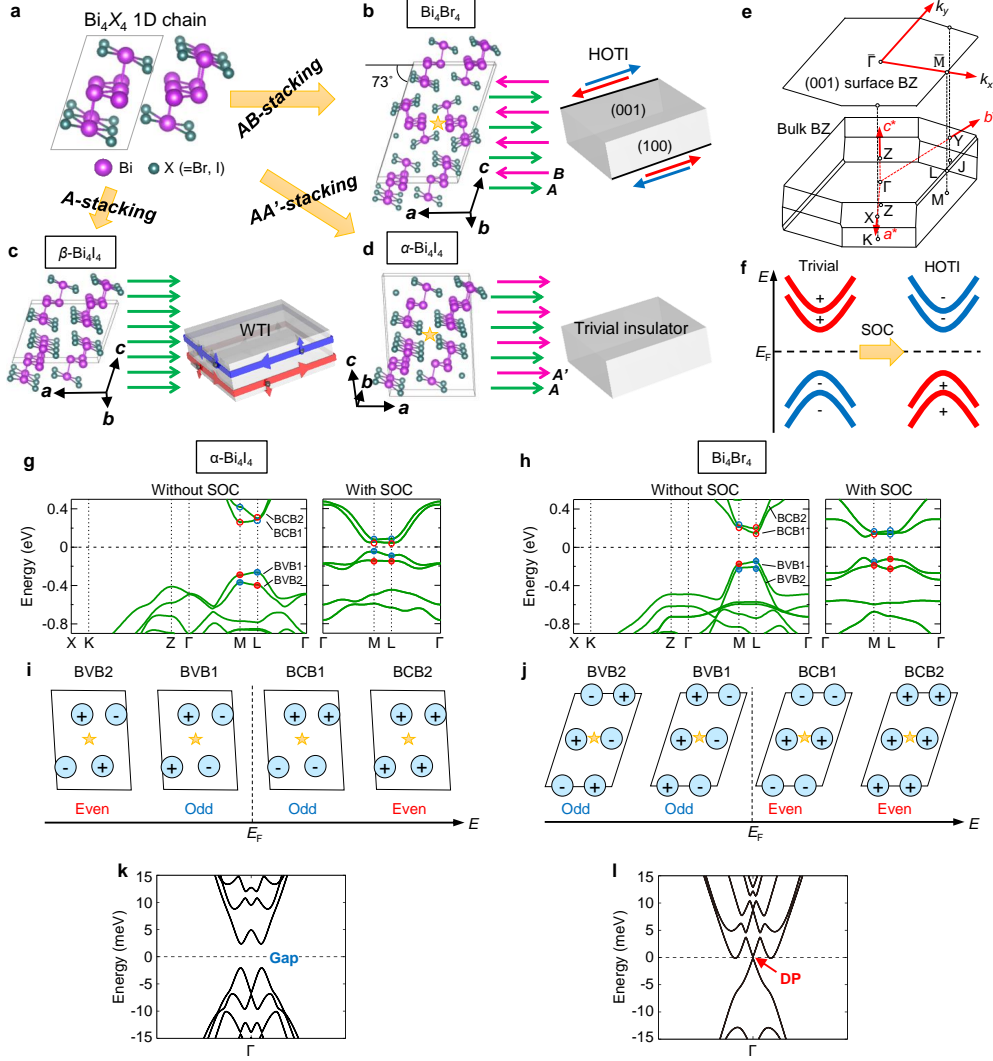 a
Bi4X4 1D chain
Bi
X (=Br, I)
AB-stacking
A-stacking
AA'-stacking
b
Bi4Br4
73°
c
a
b
B
A
HOTI
(001)
(100)
c
β-Bi4I4
c
a
b
WTI
d
α-Bi4I4
c
b
a
A'
A
Trivial insulator
e
ky
Γ̅
M̅
kx
(001) surface BZ
Bulk BZ
c*
b*
Z
Y
Γ
L
J
Z
M
X
a*
K
f
E
Trivial
HOTI
+
-
+
-
SOC
EF
-
+
-
+
g
α-Bi4I4
Without SOC
With SOC
Energy (eV)
0.4
0
-0.4
-0.8
BCB2
BCB1
BVB1
BVB2
X K Z Γ M L Γ
Γ M L Γ
h
Bi4Br4
Without SOC
With SOC
Energy (eV)
0.4
0
-0.4
-0.8
BCB2
BCB1
BVB1
BVB2
X K Z Γ M L Γ
Γ M L Γ
i
BVB2 BVB1 BCB1 BCB2
+ - + - + + + +
- + + - - - + +
Even Odd Odd Even
EF
E
j
BVB2 BVB1 BCB1 BCB2
- + + - - - + +
+ - + - + + + +
- + + - - - + +
Odd Odd Even Even
EF
E
k
Energy (meV)
15
10
5
0
-5
-10
-15
Gap
Γ
l
Energy (meV)
15
10
5
0
-5
-10
-15
DP
Γ